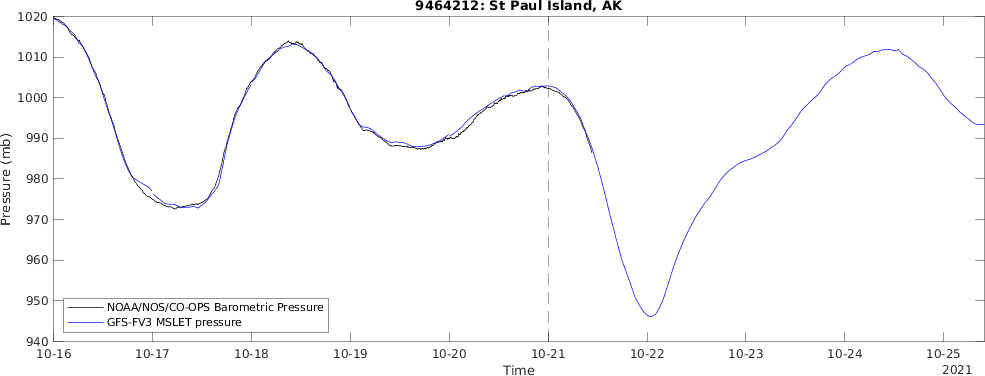 9464212: St Paul Island, AK
Pressure (mb)
1020
1010
1000
990
980
970
960
950
940
NOAA/NOS/CO-OPS Barometric Pressure
GFS-FV3 MSLET pressure
10-16 10-17 10-18 10-19 10-20 10-21 10-22 10-23 10-24 10-25
Time
2021